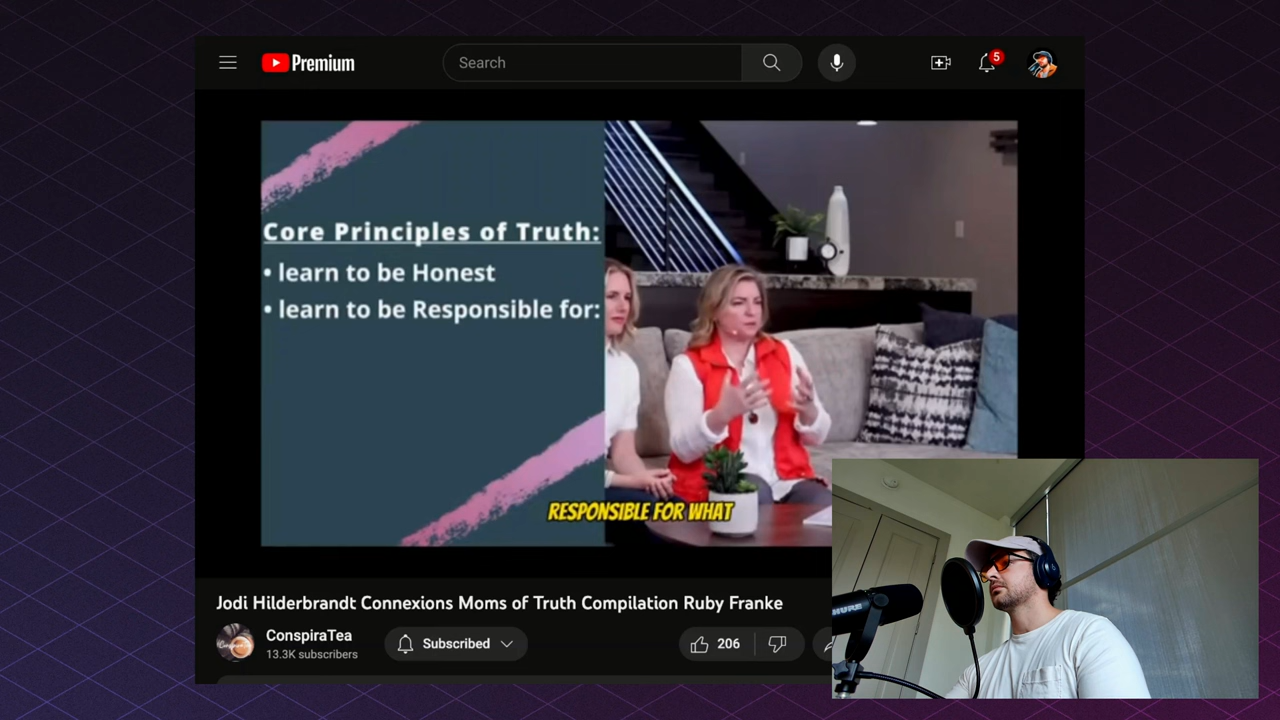 Premium
Search
5
Core Principles of Truth:
• learn to be Honest
• learn to be Responsible for:
RESPONSIBLE FOR WHAT
Jodi Hilderbrandt Connexions Moms of Truth Compilation Ruby Franke
ConspiraTea
13.3K subscribers
Subscribed
206
SHURE